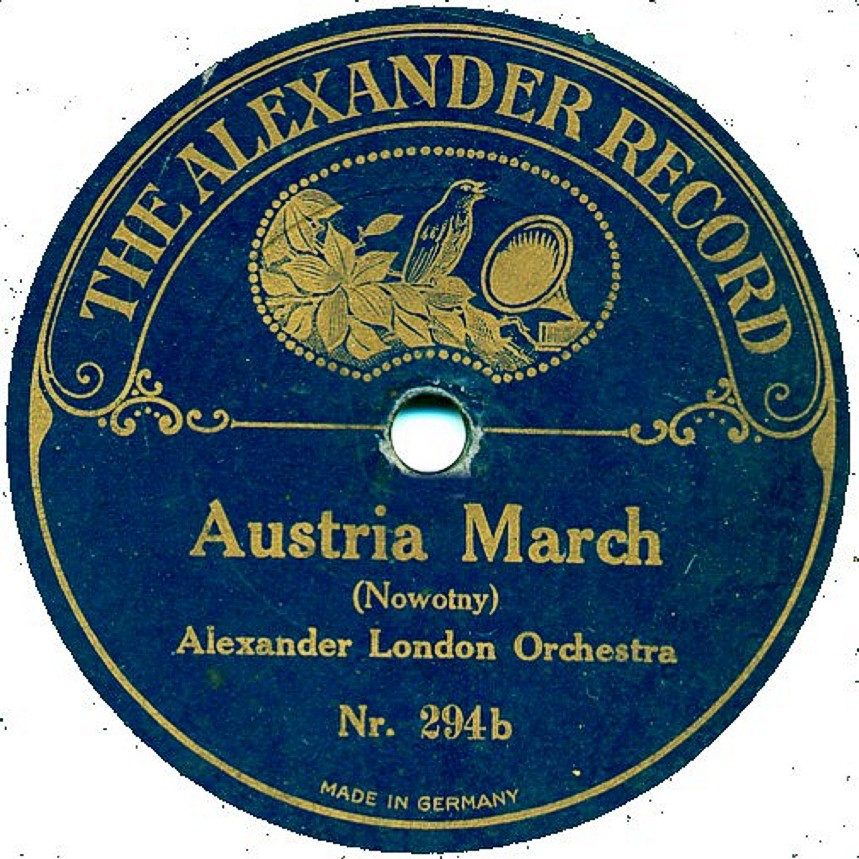 THE ALEXANDER RECORD
Austria March
(Nowotny)
Alexander London Orchestra
Nr. 294b
MADE IN GERMANY